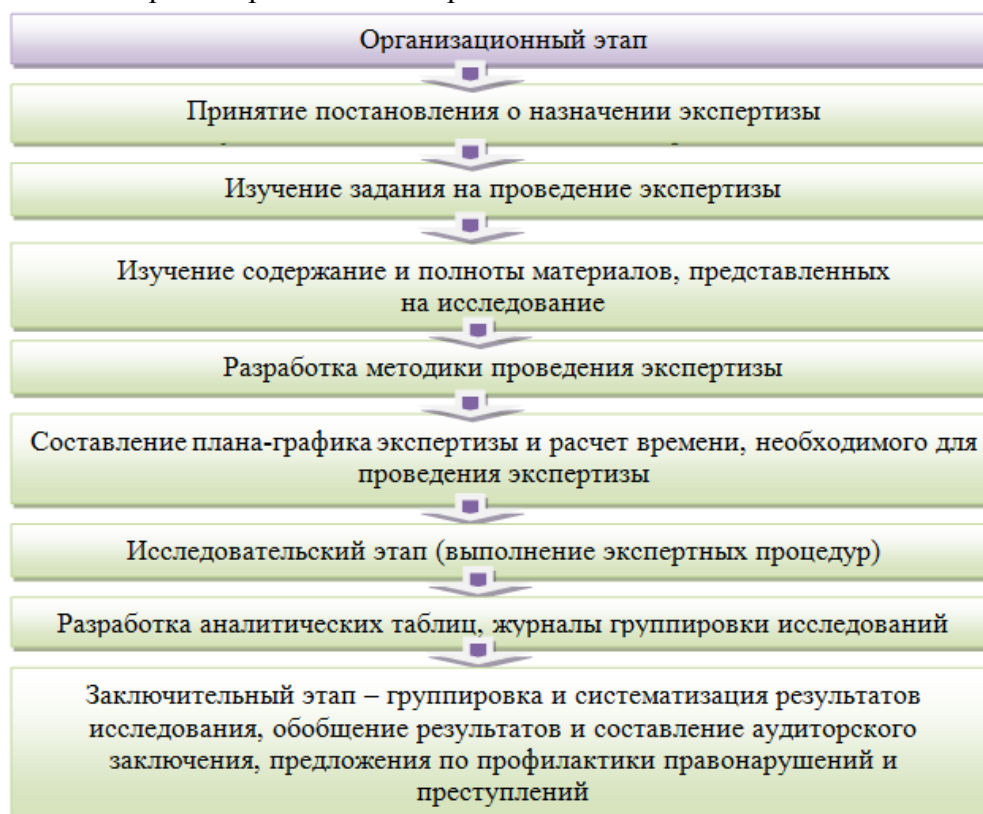 Организационный этап
Принятие постановления о назначении экспертизы
Изучение задания на проведение экспертизы
Изучение содержание и полноты материалов, представленных
на исследование
Разработка методики проведения экспертизы
Составление плана-графика экспертизы и расчет времени, необходимого для
проведения экспертизы
Исследовательский этап (выполнение экспертных процедур)
Разработка аналитических таблиц, журналы группировки исследований
Заключительный этап – группировка и систематизация результатов
исследования, обобщение результатов и составление аудиторского
заключения, предложения по профилактики правонарушений и
преступлений